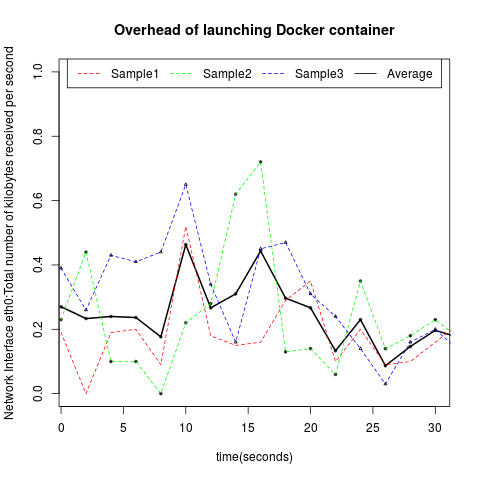 Overhead of launching Docker container
Network Interface eth0:Total number of kilobytes received per second
Sample1 Sample2 Sample3 Average
1.0
0.8
0.6
0.4
0.2
0.0
0 5 10 15 20 25 30
time(seconds)